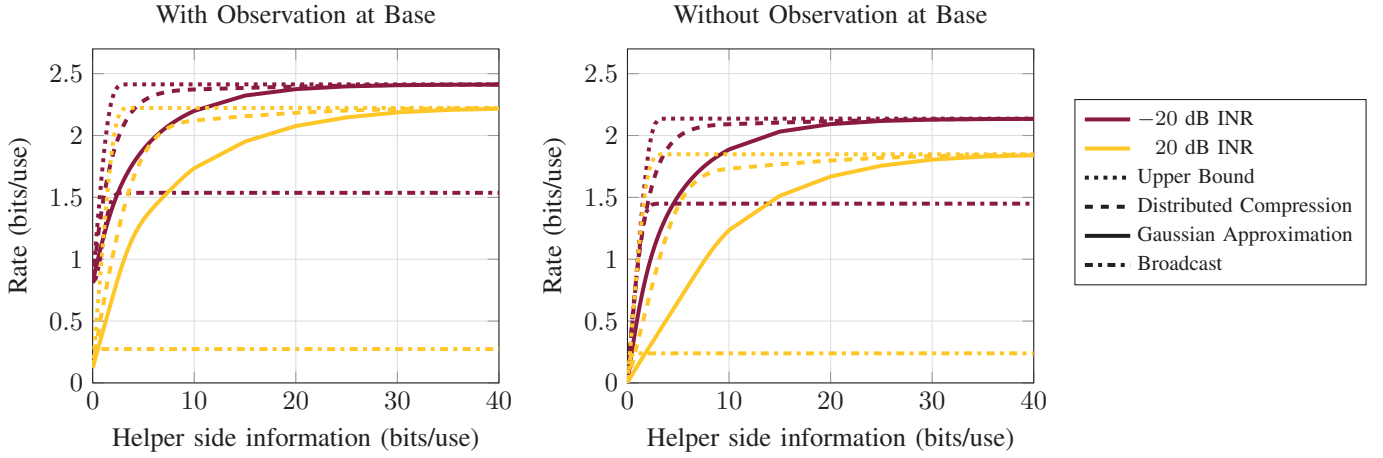 With Observation at Base
Without Observation at Base
2.5
2
1.5
1
0.5
0
0
10
20
30
40
Rate (bits/use)
Helper side information (bits/use)
2.5
2
1.5
1
0.5
0
0
10
20
30
40
Rate (bits/use)
Helper side information (bits/use)
−20 dB INR
20 dB INR
Upper Bound
Distributed Compression
Gaussian Approximation
Broadcast